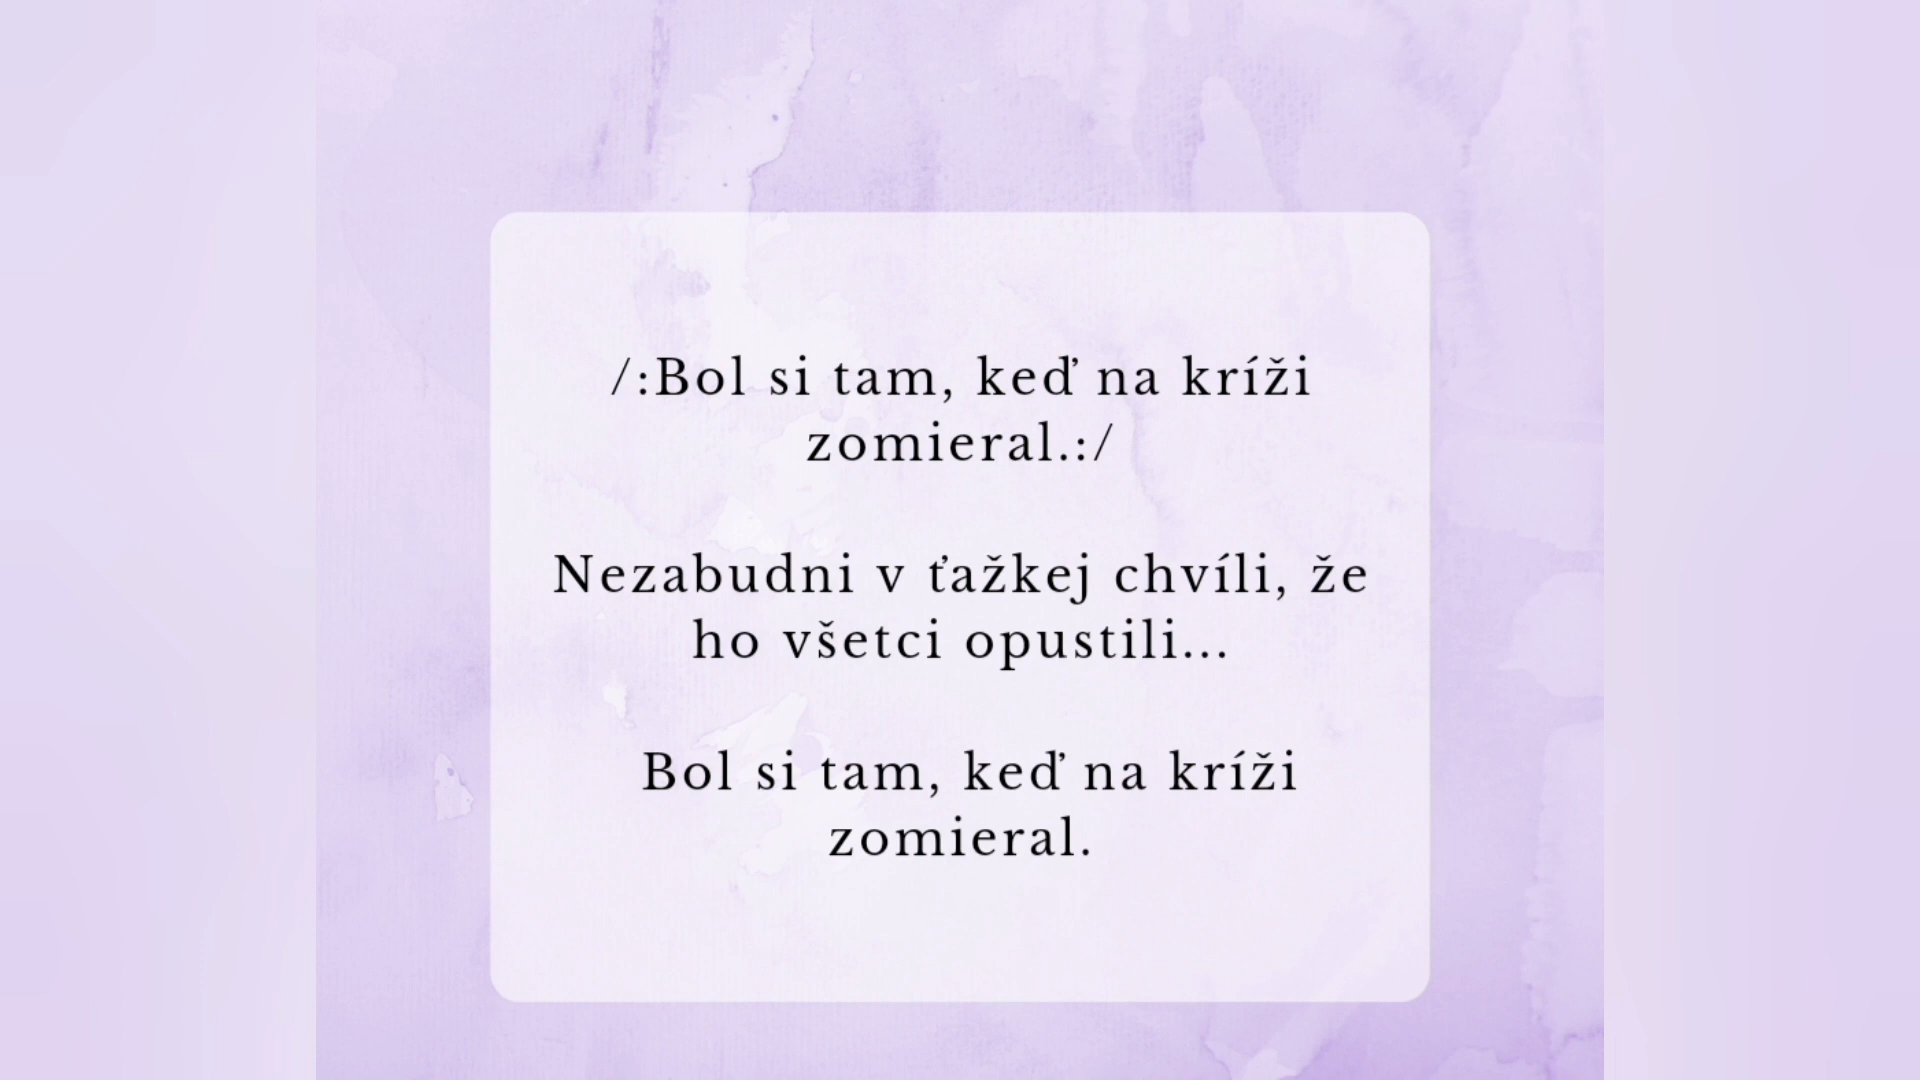 /:Bol si tam, keď na kríži
zomieral.:/
Nezabudni v ťažkej chvíli, že
ho všetci opustili...
Bol si tam, keď na kríži
zomieral.